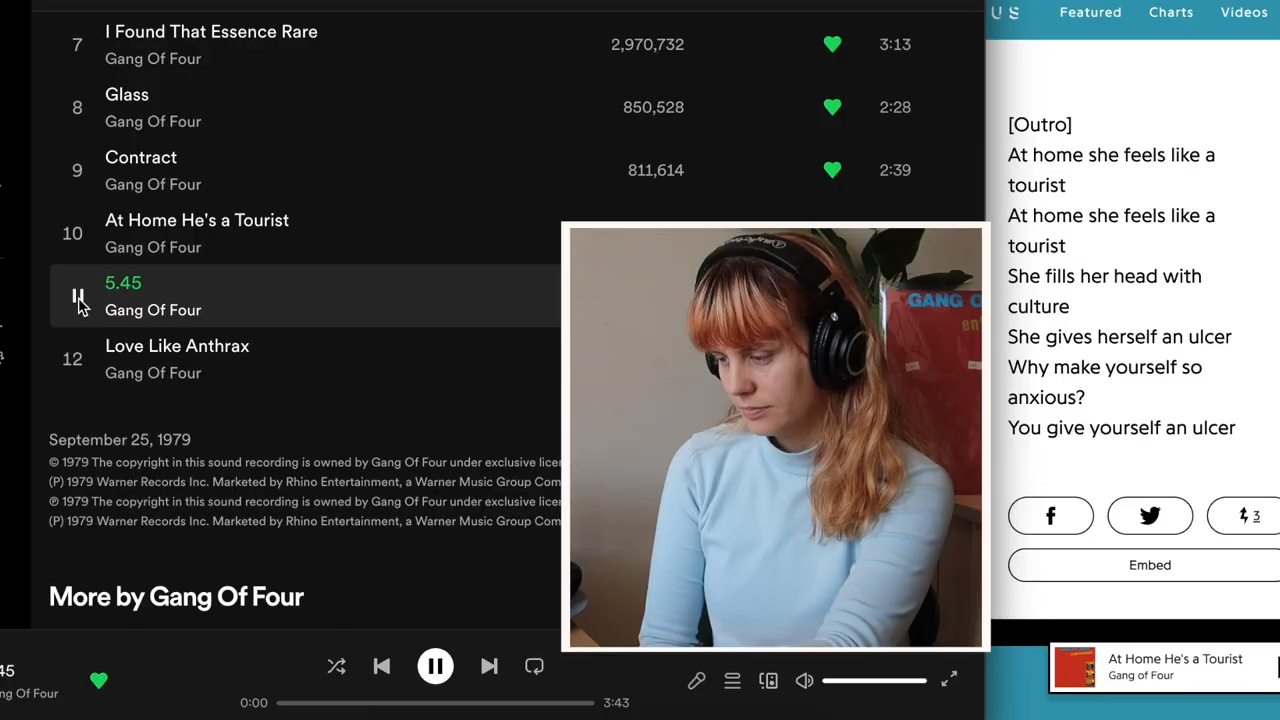 U S
Featured
Charts
Videos
7
I Found That Essence Rare
Gang Of Four
2,970,732
3:13
8
Glass
Gang Of Four
850,528
2:28
9
Contract
Gang Of Four
811,614
2:39
10
At Home He's a Tourist
Gang Of Four
5.45
Gang Of Four
12
Love Like Anthrax
Gang Of Four
September 25, 1979
© 1979 The copyright in this sound recording is owned by Gang Of Four under exclusive
(P) 1979 Warner Records Inc. Marketed by Rhino Entertainment, a Warner Music Group
℗ 1979 The copyright in this sound recording is owned by Gang Of Four under exclusive
(P) 1979 Warner Records Inc. Marketed by Rhino Entertainment, a Warner Music Group
More by Gang Of Four
45
ng Of Four
0:00
3:43
GANG O
en
[Outro]
At home she feels like a
tourist
At home she feels like a
tourist
She fills her head with
culture
She gives herself an ulcer
Why make yourself so
anxious?
You give yourself an ulcer
3
Embed
At Home He's a Tourist
Gang of Four